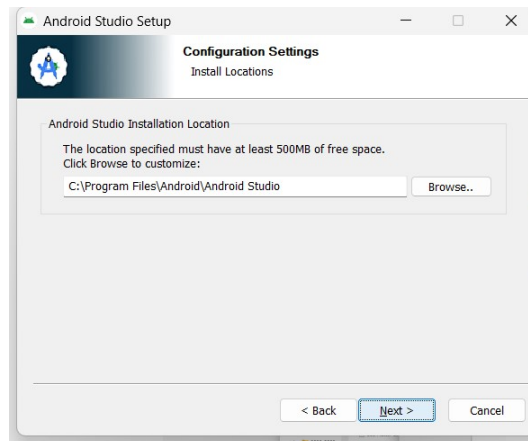 Android Studio Setup
Configuration Settings
Install Locations
Android Studio Installation Location
The location specified must have at least 500MB of free space.
Click Browse to customize:
C:\Program Files\Android\Android Studio
Browse..
< Back
Next >
Cancel